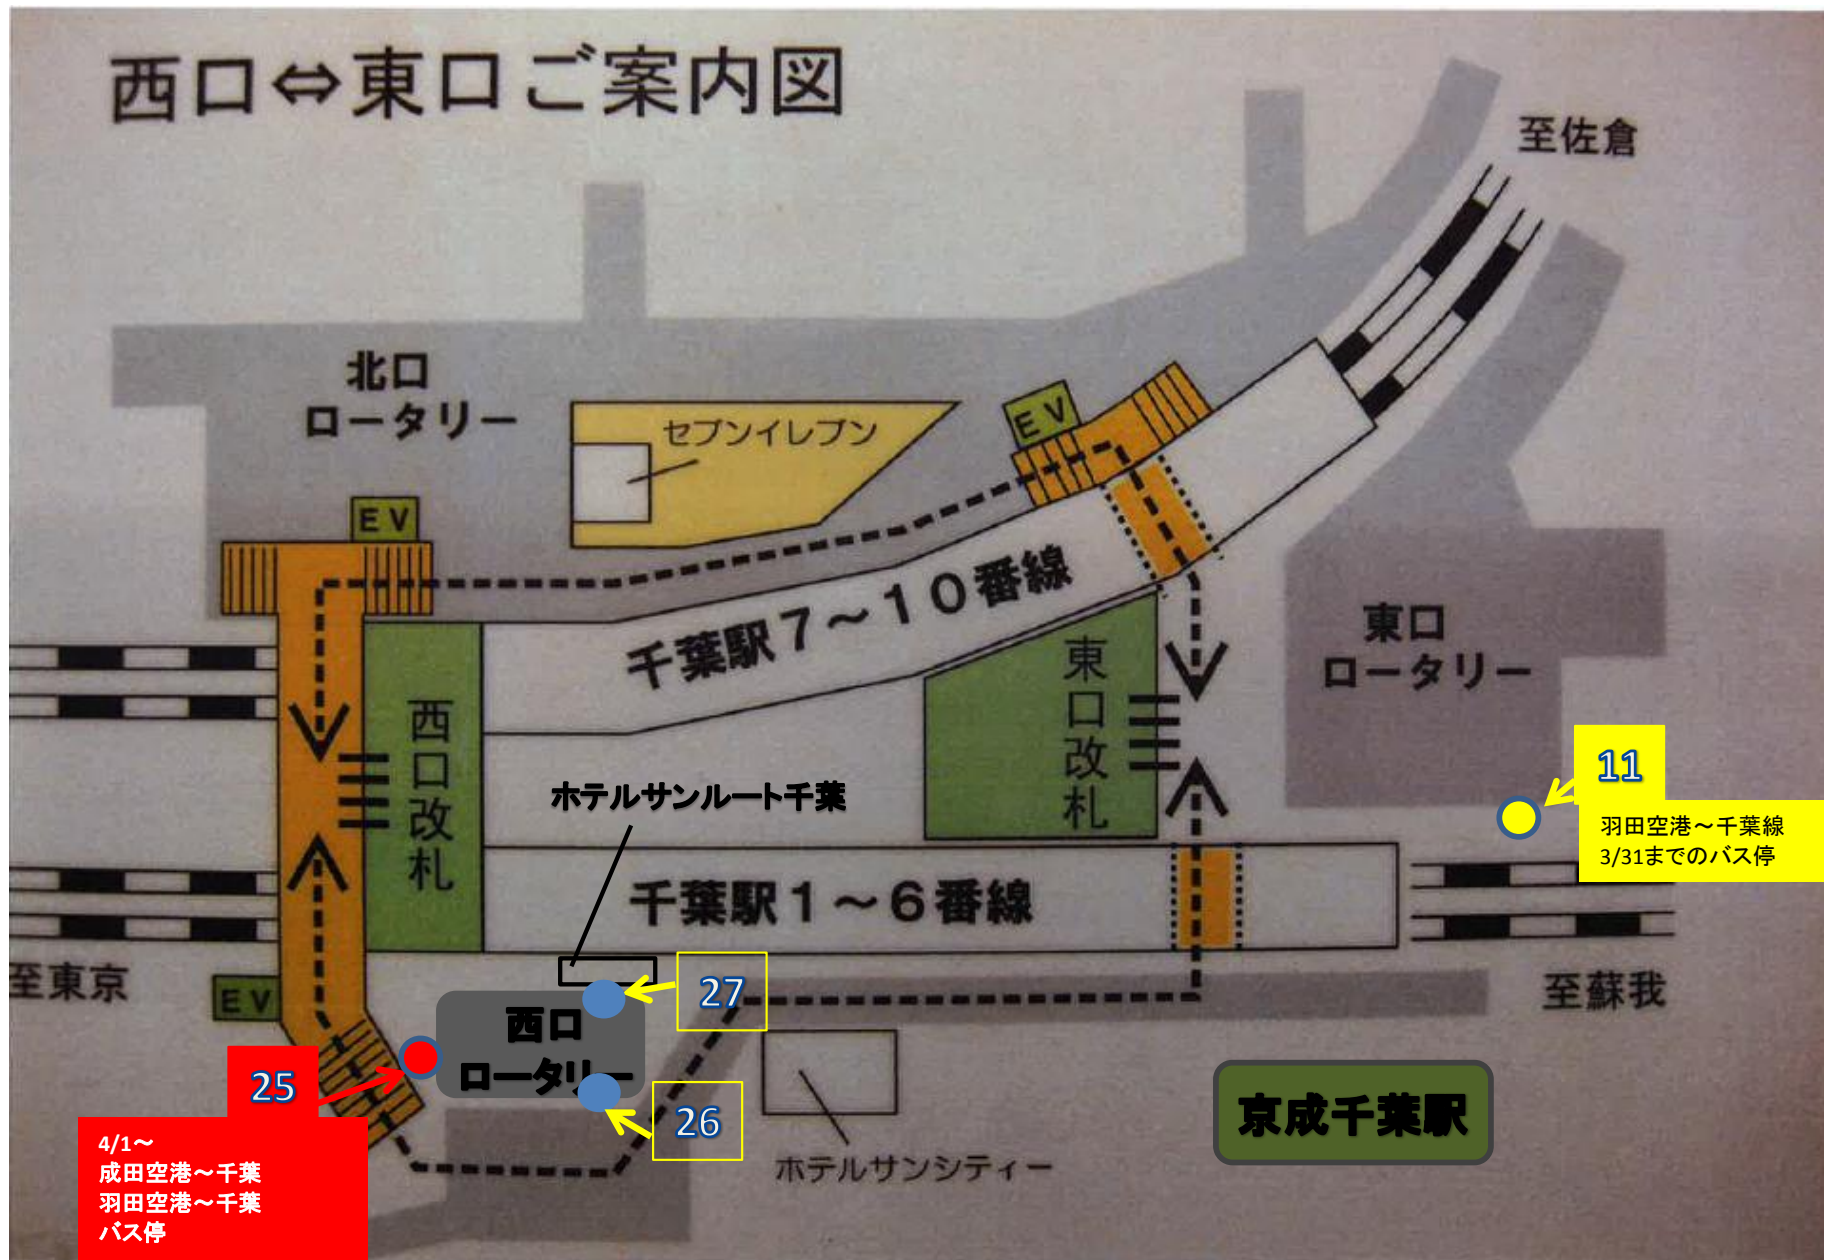 西口⇔東口ご案内図
至佐倉
北口
ロータリー
セブンイレブン
EV
EV
千葉駅7～10番線
東口
ロータリー
西口改札
東口改札
11
羽田空港～千葉線
3/31までのバス停
ホテルサンルート千葉
千葉駅1～6番線
至東京
EV
27
至蘇我
西口
ロータリー
25
26
4/1～
成田空港～千葉
羽田空港～千葉
バス停
京成千葉駅
ホテルサンシティー